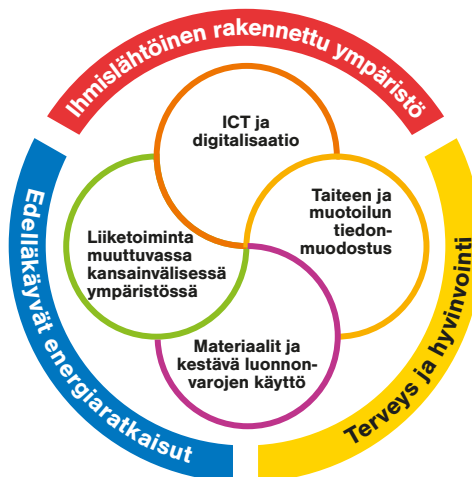 Ihmislähtöinen rakennettu ympäristö
ICT ja
digitalisaatio
Taiteen ja
muotoilun
tiedon-
muodostus
Liiketoiminta
muuttuvassa
kansainvälisessä
ympäristössä
Materiaalit ja
kestävä luonnon-
varojen käyttö
Edelläkäyvät energiaratkaisut
Terveys ja hyvinvointi